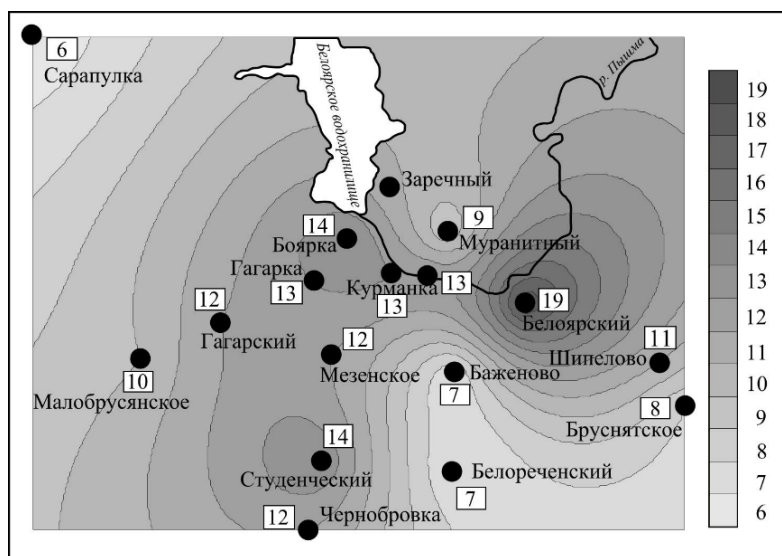 6
Сарапулка
Белоярское водохранилище
р. Пышма
Заречный
9
Муранитный
14
Боярка
Гагарка
13
Курманка
13
13
19
Белоярский
12
Гагарский
12
Мезенское
11
Шипелово
10
Малобрусянское
Баженово
7
8
Бруснятское
14
Студенческий
Белореченский
7
12
Чернобровка
19
18
17
16
15
14
13
12
11
10
9
8
7
6